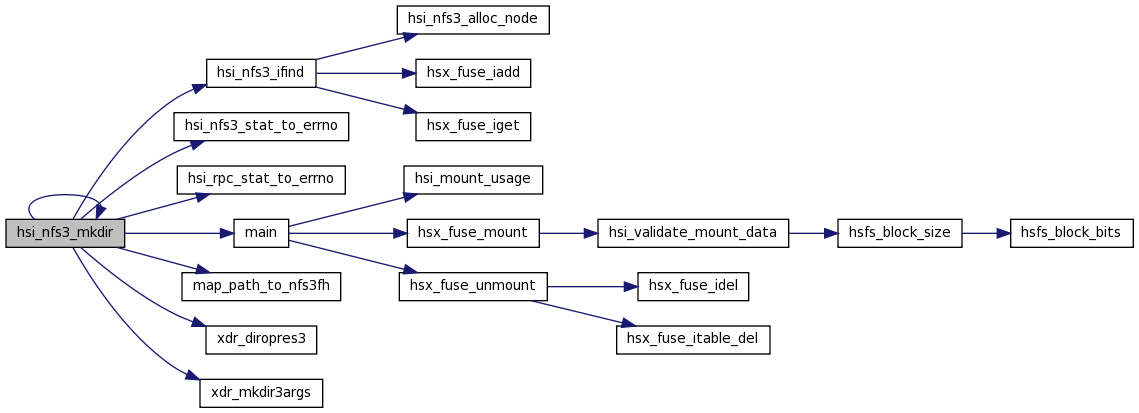 hsi_nfs3_alloc_node
hsi_nfs3_ifind
hsx_fuse_iadd
hsi_nfs3_stat_to_errno
hsx_fuse_iget
hsi_rpc_stat_to_errno
hsi_mount_usage
hsi_nfs3_mkdir
main
hsx_fuse_mount
hsi_validate_mount_data
hsfs_block_size
hsfs_block_bits
map_path_to_nfs3fh
hsx_fuse_unmount
hsx_fuse_idel
xdr_diropres3
hsx_fuse_itable_del
xdr_mkdir3args